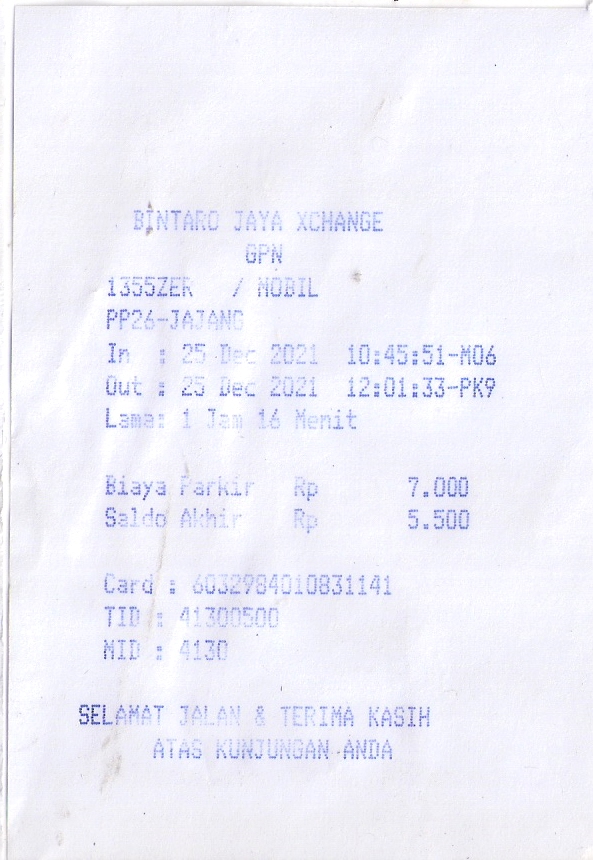 BINTARO JAYA XCHANGE
GPN
1355ZER / MOBIL
PP26-JAJANG
In : 25 Dec 2021 10:45:51-M06
Out : 25 Dec 2021 12:01:33-PK9
Lama: 1 Jam 16 Menit
Biaya Parkir Rp 7.000
Saldo Akhir Rp 5.500
Card : 6032984010831141
TID : 41300500
MID : 4130
SELAMAT JALAN & TERIMA KASIH
ATAS KUNJUNGAN ANDA